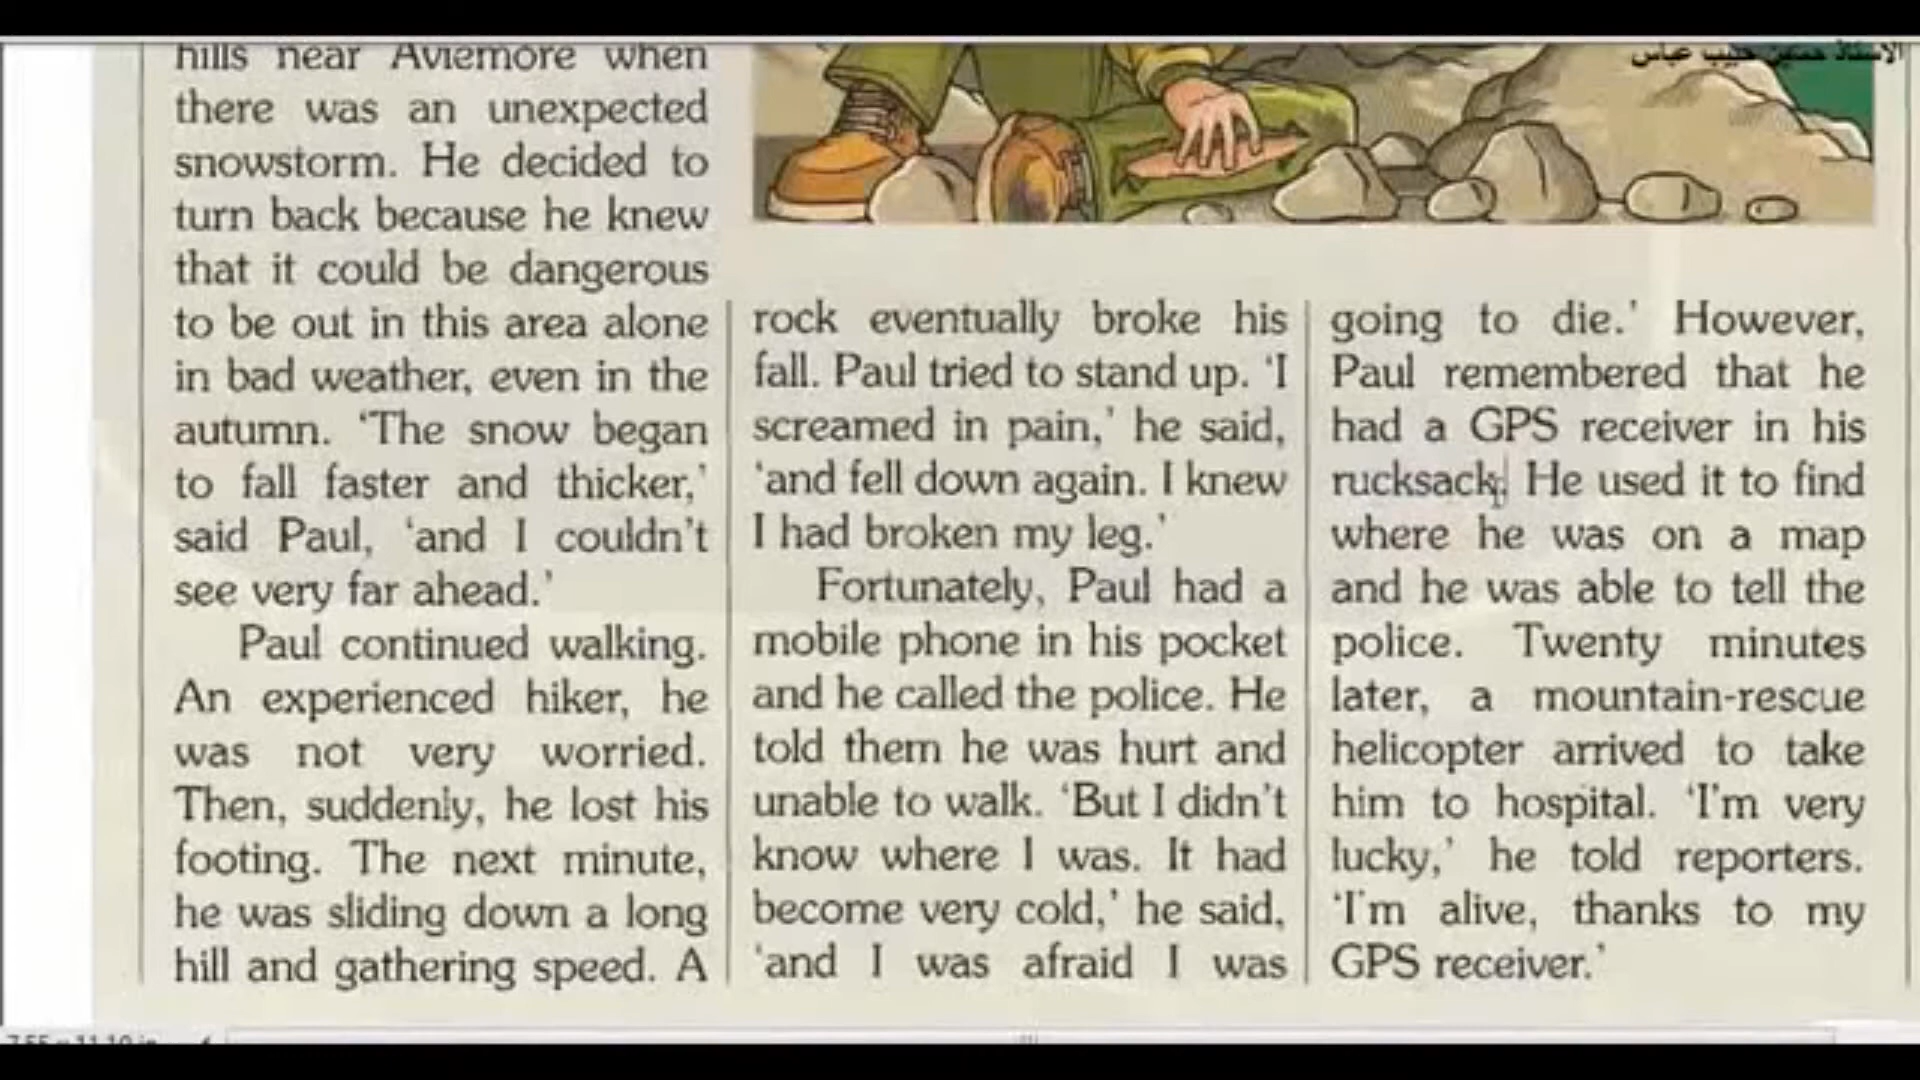 الاستاذ حسين حبيب عباس
hills near Aviemore when
there was an unexpected
snowstorm. He decided to
turn back because he knew
that it could be dangerous
to be out in this area alone
in bad weather, even in the
autumn. ‘The snow began
to fall faster and thicker,’
said Paul, ‘and I couldn’t
see very far ahead.’
Paul continued walking.
An experienced hiker, he
was not very worried.
Then, suddenly, he lost his
footing. The next minute,
he was sliding down a long
hill and gathering speed. A
rock eventually broke his
fall. Paul tried to stand up. ‘I
screamed in pain,’ he said,
‘and fell down again. I knew
I had broken my leg.’
Fortunately, Paul had a
mobile phone in his pocket
and he called the police. He
told them he was hurt and
unable to walk. ‘But I didn’t
know where I was. It had
become very cold,’ he said,
‘and I was afraid I was
going to die.’ However,
Paul remembered that he
had a GPS receiver in his
rucksack. He used it to find
where he was on a map
and he was able to tell the
police. Twenty minutes
later, a mountain-rescue
helicopter arrived to take
him to hospital. ‘I’m very
lucky,’ he told reporters.
‘I’m alive, thanks to my
GPS receiver.’